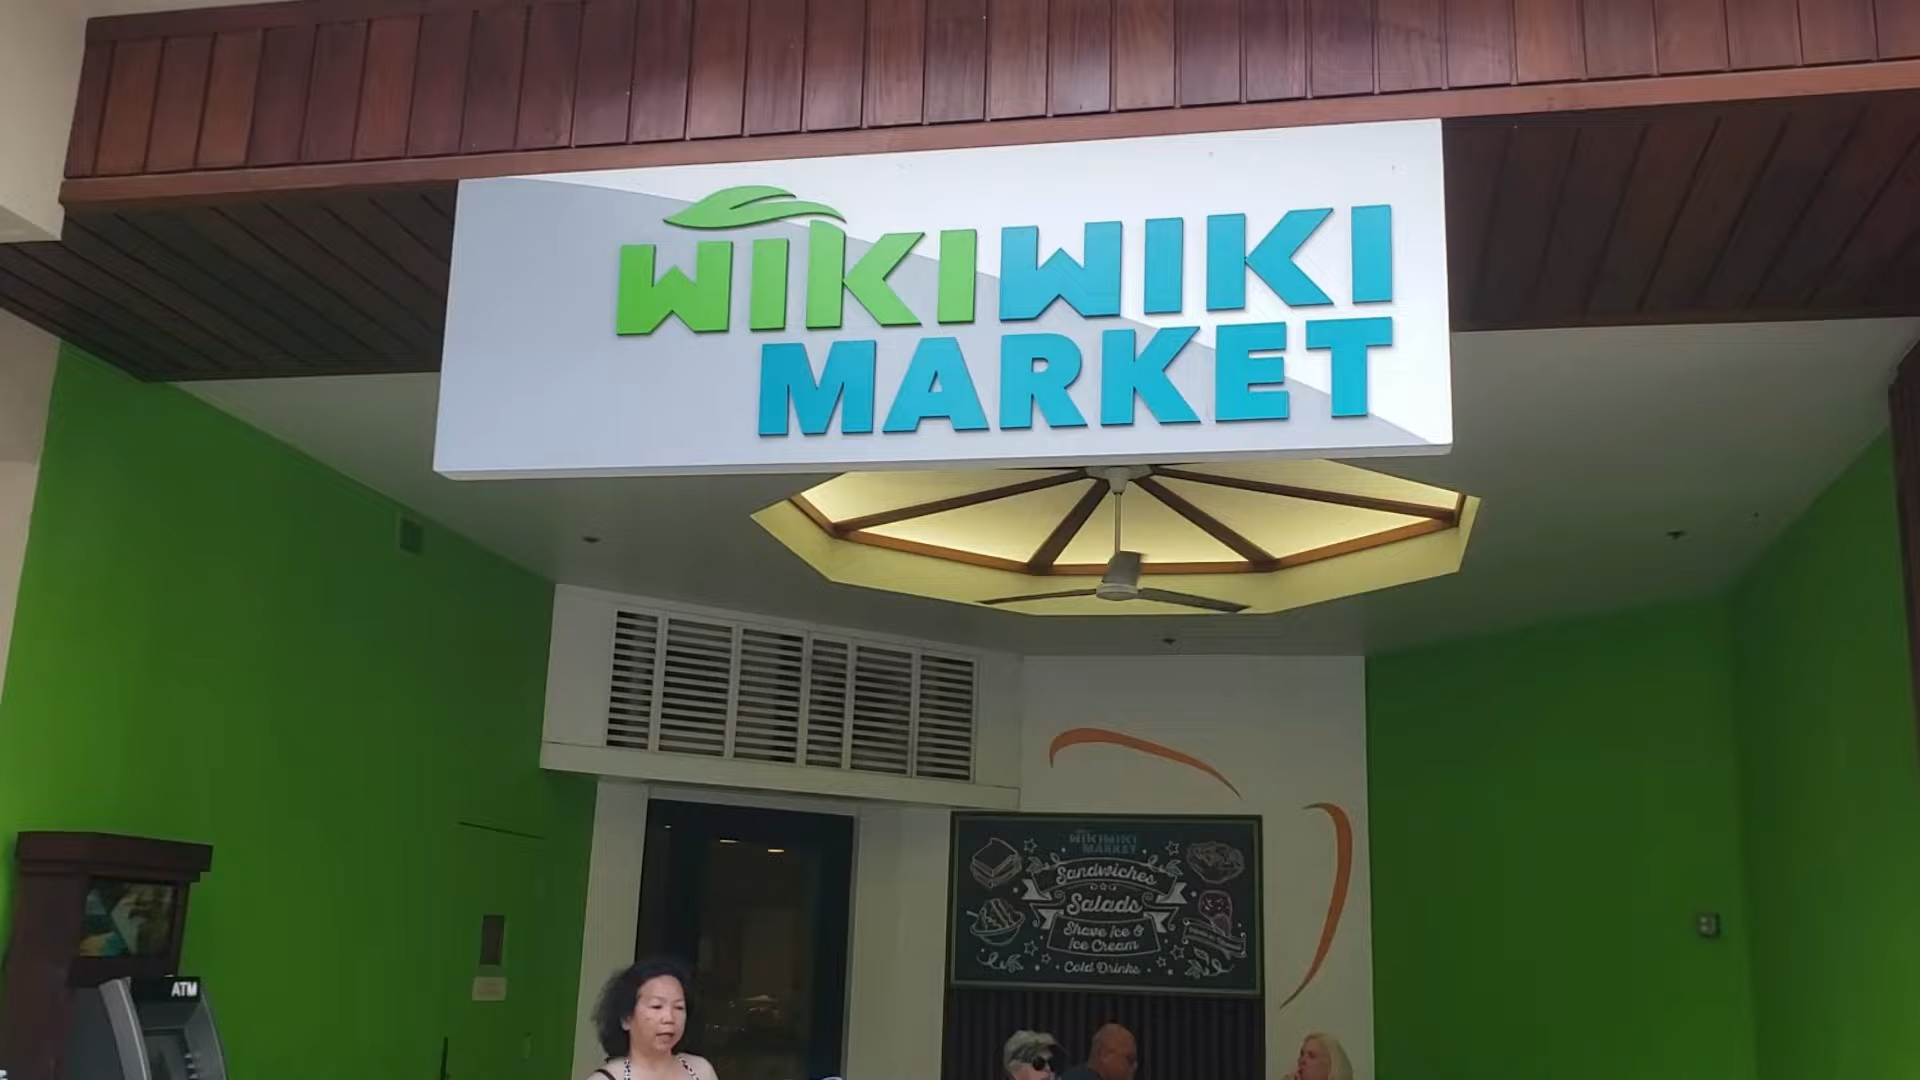 WIKIWIKI
MARKET
WIKIWIKI
MARKET
Sandwiches
Salads
Shave Ice &
Ice Cream
Cold Drinks
ATM